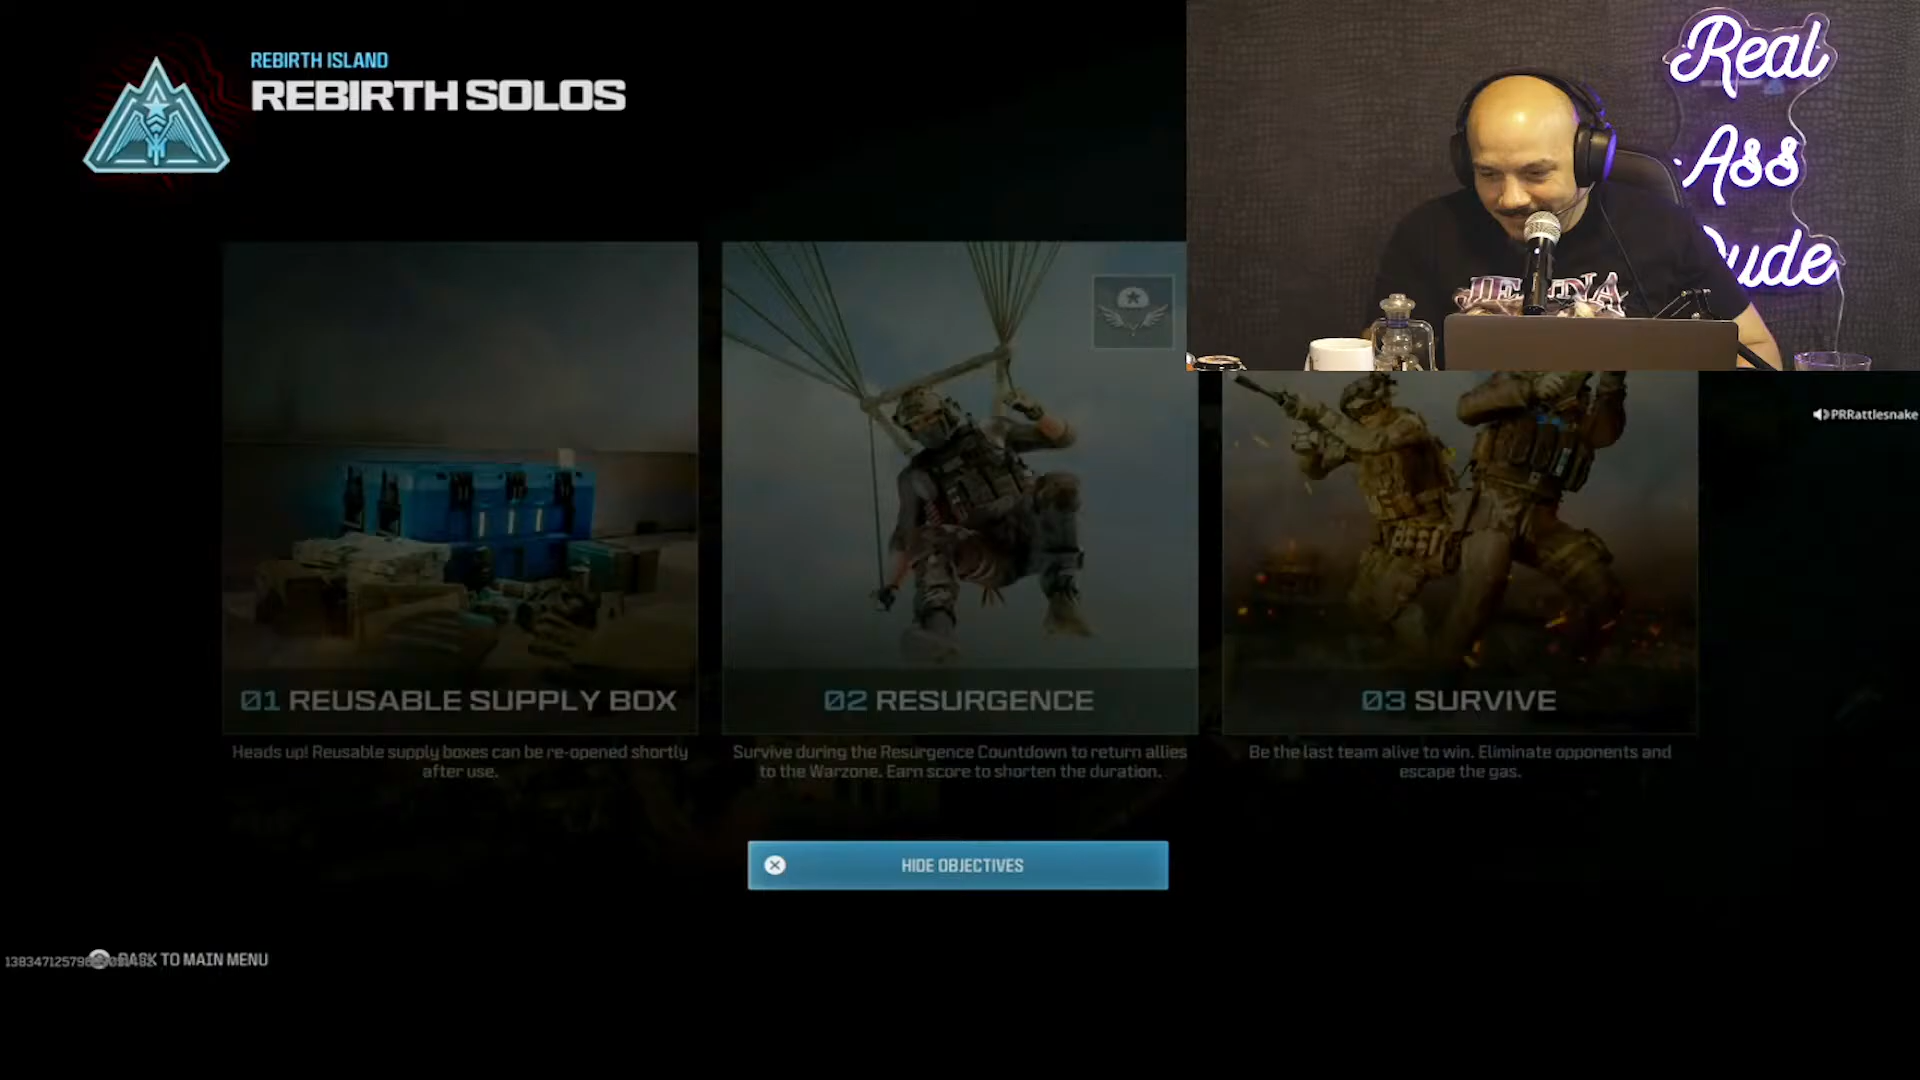 REBIRTH ISLAND
REBIRTH SOLOS
Real
Ass
ude
PRRattlesnake
01 REUSABLE SUPPLY BOX
Heads up! Reusable supply boxes can be re-opened shortly
after use.
02 RESURGENCE
Survive during the Resurgence Countdown to return allies
to the Warzone. Earn score to shorten the duration.
03 SURVIVE
Be the last team alive to win. Eliminate opponents and
escape the gas.
HIDE OBJECTIVES
BACK TO MAIN MENU